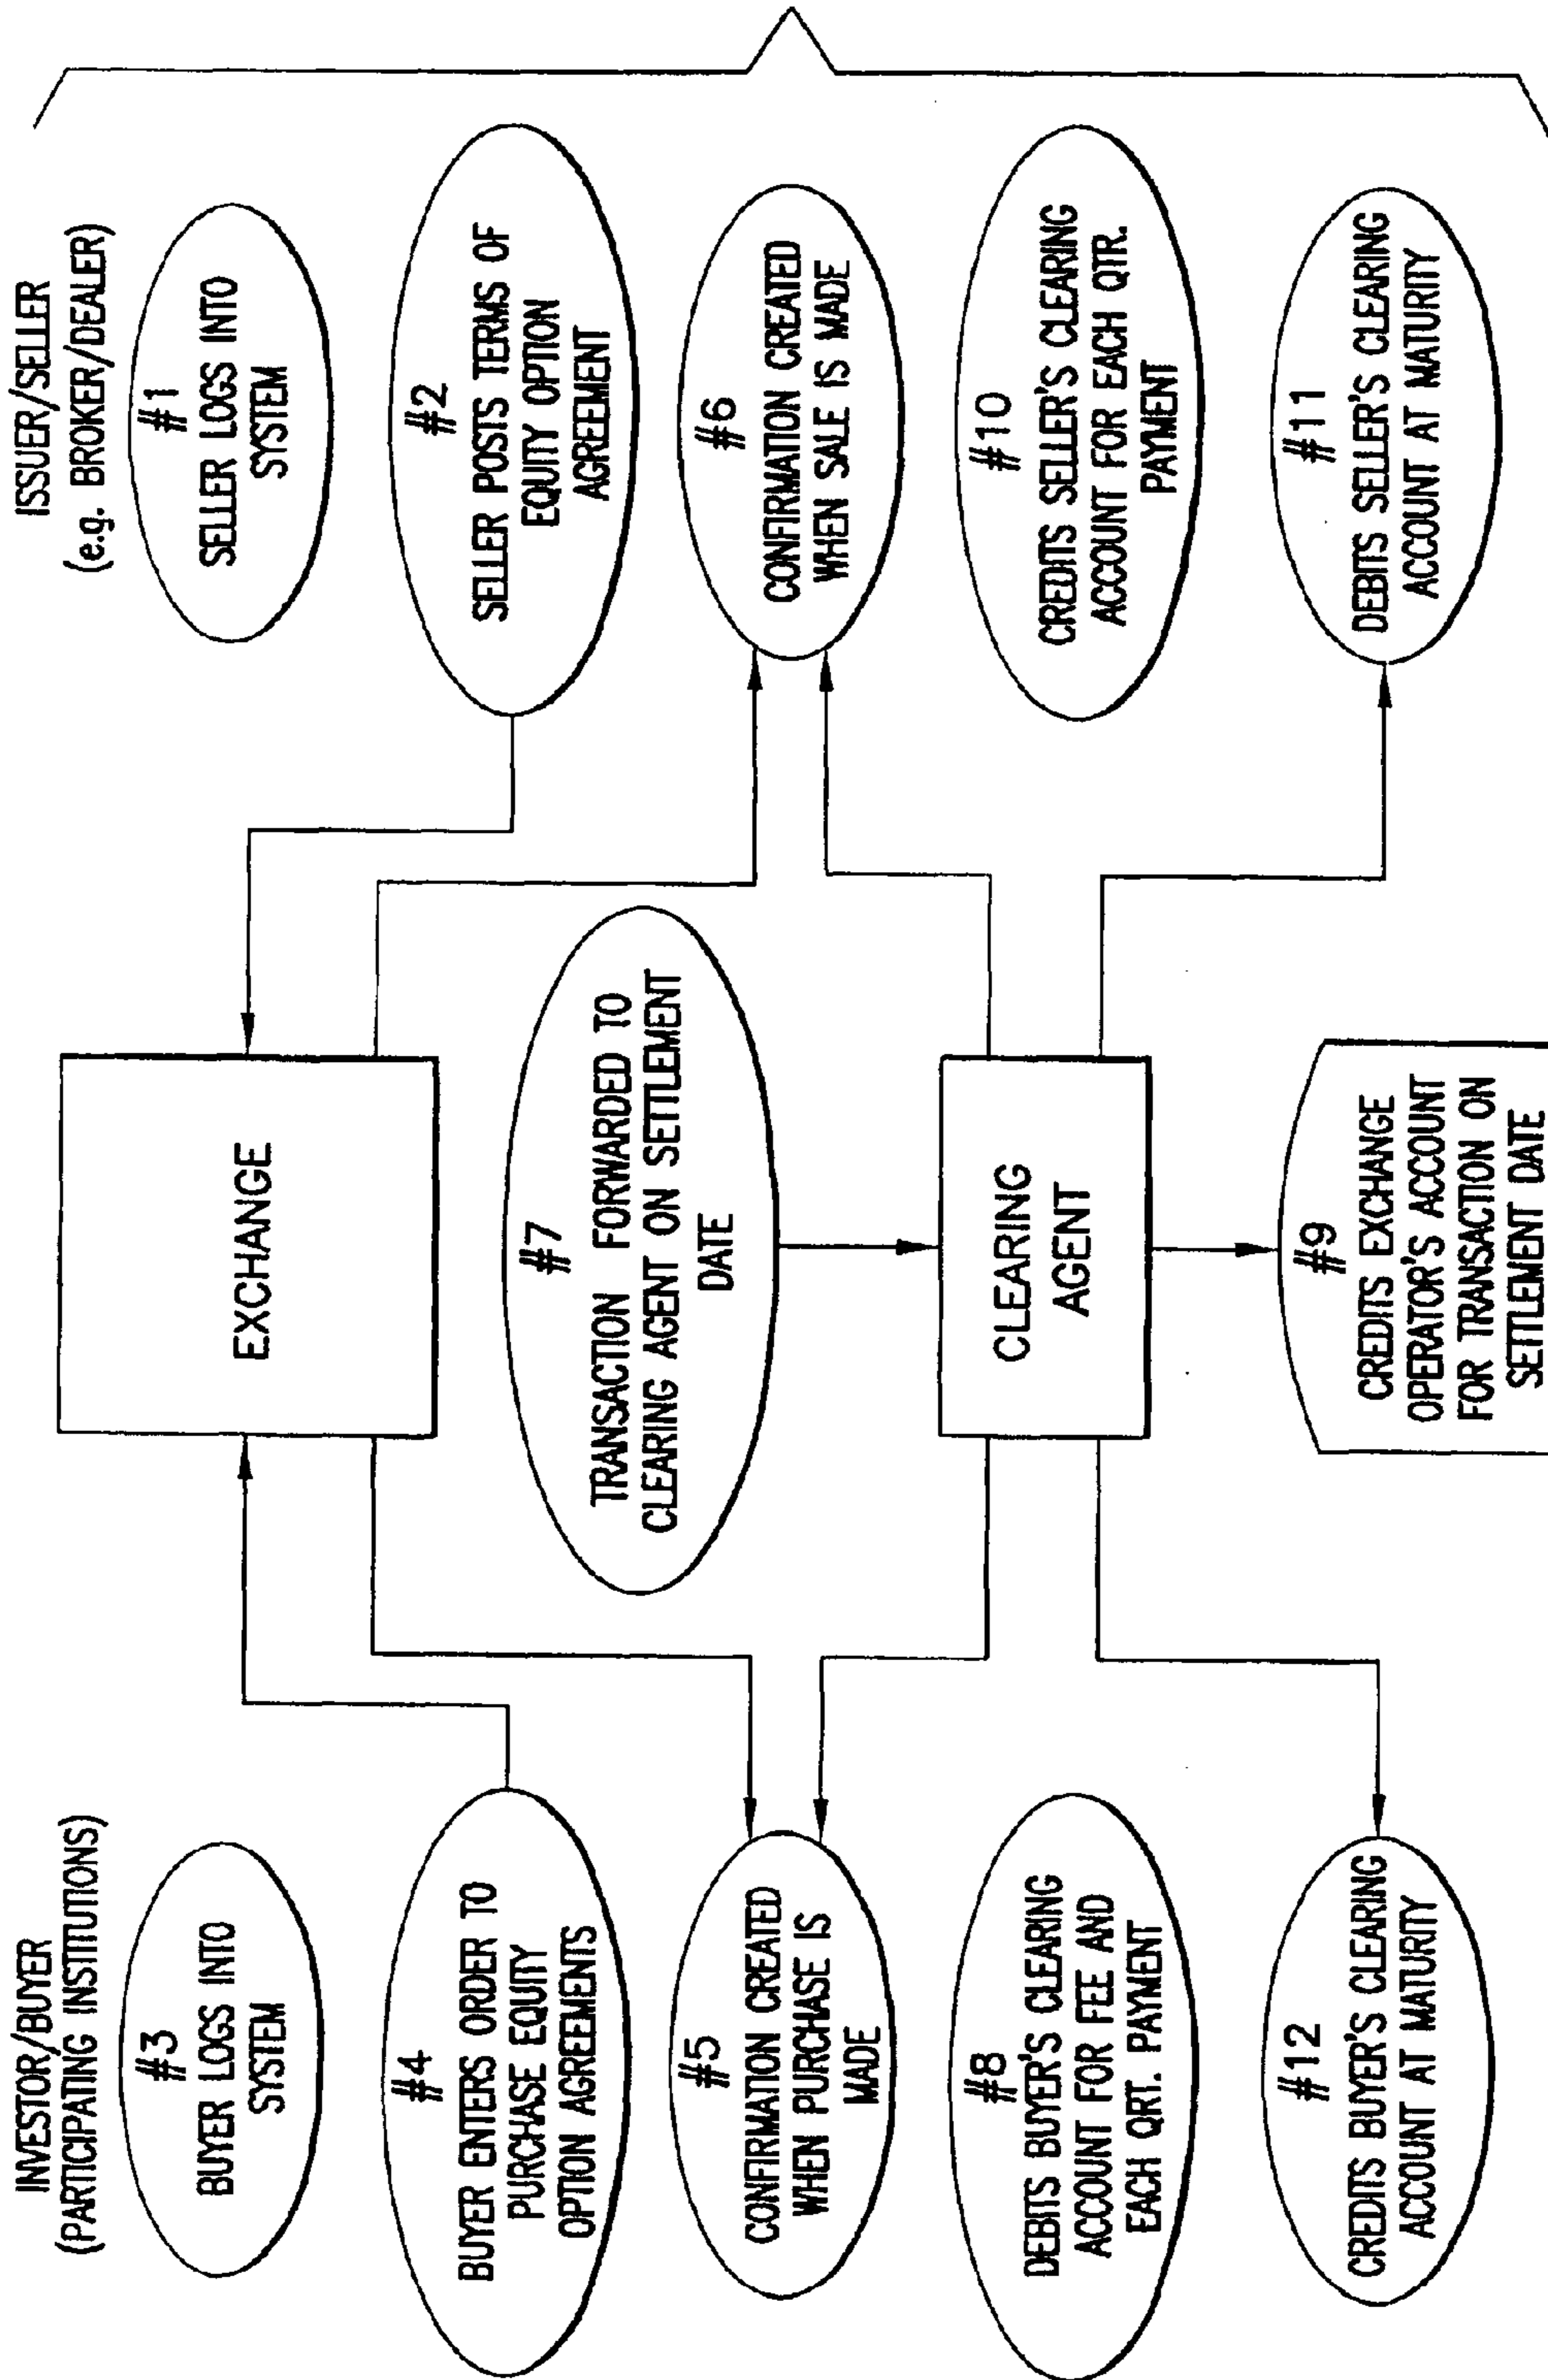 INVESTOR/BUYER
(PARTICIPATING INSTITUTIONS)
#3
BUYER LOGS INTO
SYSTEM
#4
BUYER ENTERS ORDER TO
PURCHASE EQUITY
OPTION AGREEMENTS
#5
CONFIRMATION CREATED
WHEN PURCHASE IS
MADE
#8
DEBITS BUYER'S CLEARING
ACCOUNT FOR FEE AND
EACH QRT. PAYMENT
#12
CREDITS BUYER'S CLEARING
ACCOUNT AT MATURITY
EXCHANGE
#7
TRANSACTION FORWARDED TO
CLEARING AGENT ON SETTLEMENT
DATE
CLEARING
AGENT
#9
CREDITS EXCHANGE
OPERATOR'S ACCOUNT
FOR TRANSACTION ON
SETTLEMENT DATE
ISSUER/SELLER
(e.g. BROKER/DEALER)
#1
SELLER LOGS INTO
SYSTEM
#2
SELLER POSTS TERMS OF
EQUITY OPTION
AGREEMENT
#6
CONFIRMATION CREATED
WHEN SALE IS MADE
#10
CREDITS SELLER'S CLEARING
ACCOUNT FOR EACH QTR.
PAYMENT
#11
DEBITS SELLER'S CLEARING
ACCOUNT AT MATURITY